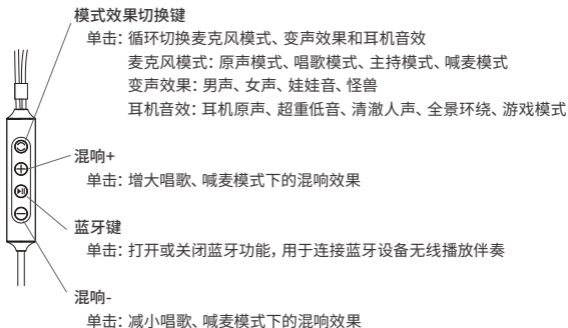 模式效果切换键
单击：循环切换麦克风模式、变声效果和耳机音效
麦克风模式：原声模式、唱歌模式、主持模式、喊麦模式
变声效果：男声、女声、娃娃音、怪兽
耳机音效：耳机原声、超重低音、清澈人声、全景环绕、游戏模式
混响+
单击：增大唱歌、喊麦模式下的混响效果
蓝牙键
单击：打开或关闭蓝牙功能，用于连接蓝牙设备无线播放伴奏
混响-
单击：减小唱歌、喊麦模式下的混响效果